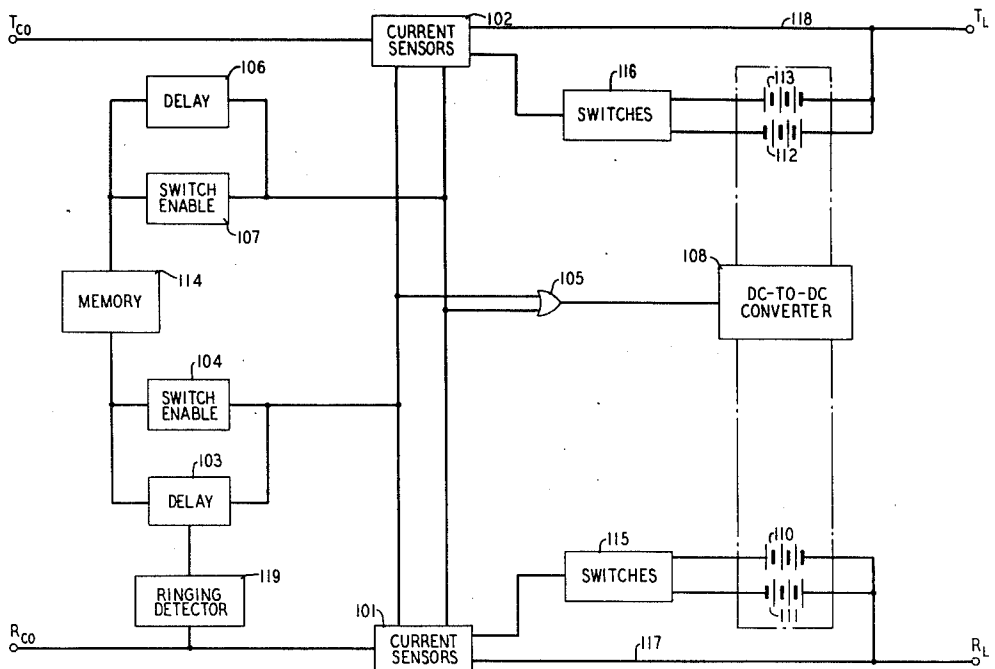 T_CO
102
CURRENT
SENSORS
118
T_L
106
DELAY
116
SWITCHES
113
112
SWITCH
ENABLE
107
114
MEMORY
105
108
DC-TO-DC
CONVERTER
104
SWITCH
ENABLE
103
DELAY
115
SWITCHES
110
111
119
RINGING
DETECTOR
101
R_CO
CURRENT
SENSORS
117
R_L